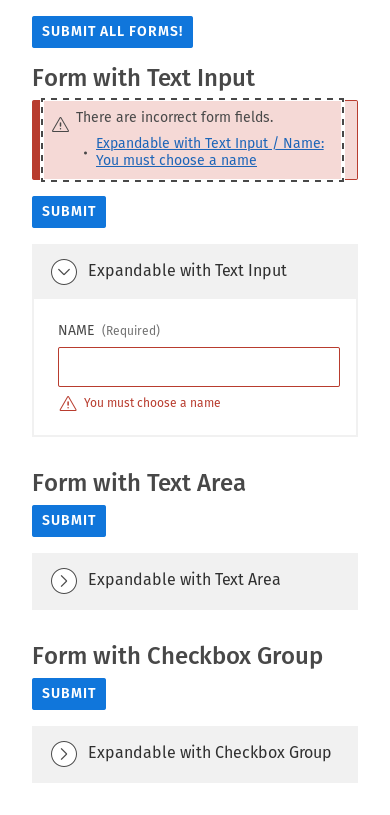 SUBMIT ALL FORMS!
Form with Text Input
There are incorrect form fields.
• Expandable with Text Input / Name:
You must choose a name
SUBMIT
Expandable with Text Input
NAME (Required)
You must choose a name
Form with Text Area
SUBMIT
Expandable with Text Area
Form with Checkbox Group
SUBMIT
Expandable with Checkbox Group